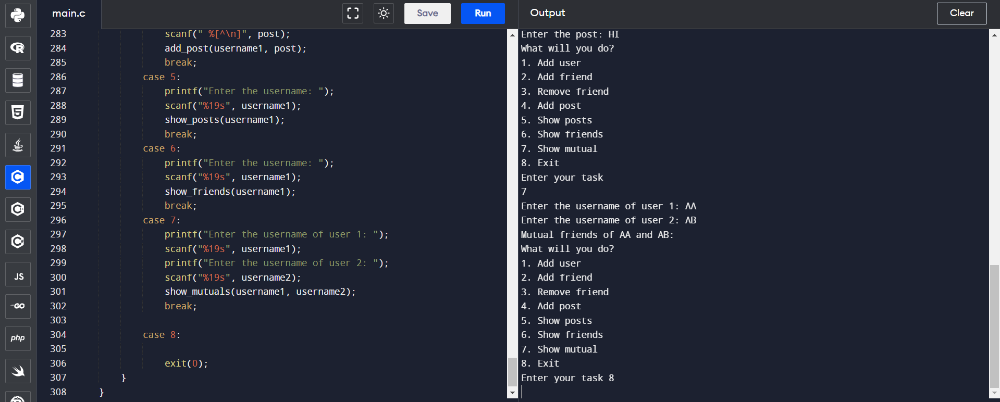 main.c
Save
Run
Output
Clear
283 scanf(" %[^\n]", post);
284 add_post(username1, post);
285 break;
286 case 5:
287 printf("Enter the username: ");
288 scanf("%19s", username1);
289 show_posts(username1);
290 break;
291 case 6:
292 printf("Enter the username: ");
293 scanf("%19s", username1);
294 show_friends(username1);
295 break;
296 case 7:
297 printf("Enter the username of user 1: ");
298 scanf("%19s", username1);
299 printf("Enter the username of user 2: ");
300 scanf("%19s", username2);
301 show_mutuals(username1, username2);
302 break;
303
304 case 8:
305
306 exit(0);
307 }
308 }
Enter the post: HI
What will you do?
1. Add user
2. Add friend
3. Remove friend
4. Add post
5. Show posts
6. Show friends
7. Show mutual
8. Exit
Enter your task
7
Enter the username of user 1: AA
Enter the username of user 2: AB
Mutual friends of AA and AB:
What will you do?
1. Add user
2. Add friend
3. Remove friend
4. Add post
5. Show posts
6. Show friends
7. Show mutual
8. Exit
Enter your task 8
R
5
C
C
C
JS
GO
php